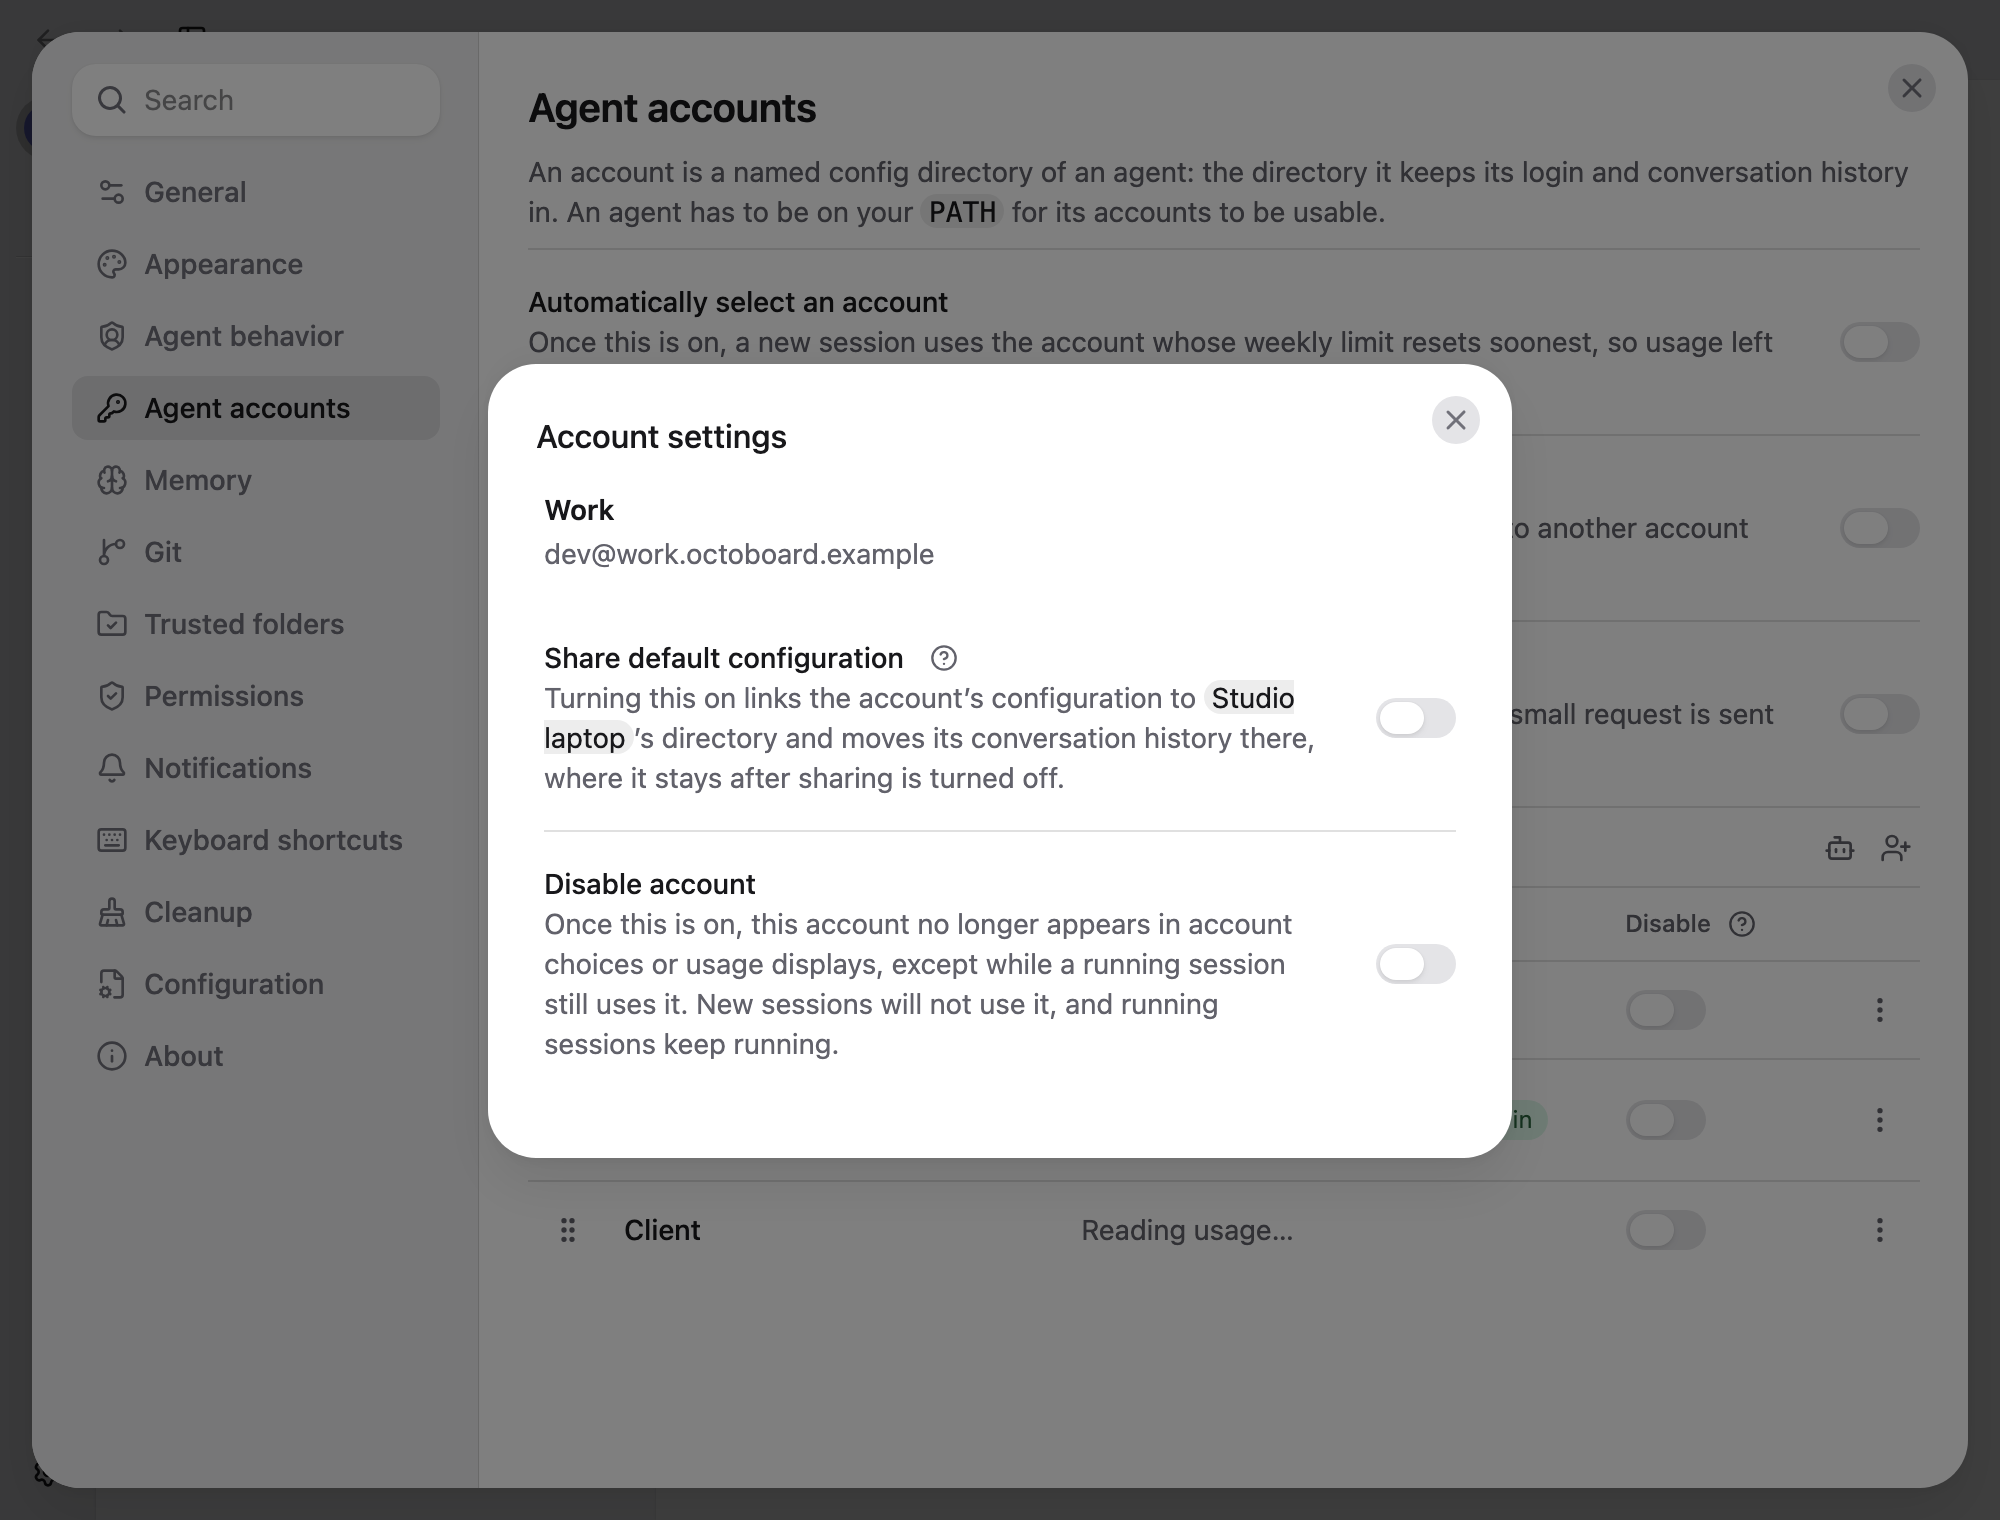 Search
General
Appearance
Agent behavior
Agent accounts
Memory
Git
Trusted folders
Permissions
Notifications
Keyboard shortcuts
Cleanup
Configuration
About
Agent accounts
An account is a named config directory of an agent: the directory it keeps its login and conversation history
in. An agent has to be on your PATH for its accounts to be usable.
Automatically select an account
Once this is on, a new session uses the account whose weekly limit resets soonest, so usage left
to another account
small request is sent
Disable
in
Client
Reading usage...
Account settings
Work
dev@work.octoboard.example
Share default configuration
Turning this on links the account’s configuration to Studio
laptop’s directory and moves its conversation history there,
where it stays after sharing is turned off.
Disable account
Once this is on, this account no longer appears in account
choices or usage displays, except while a running session
still uses it. New sessions will not use it, and running
sessions keep running.